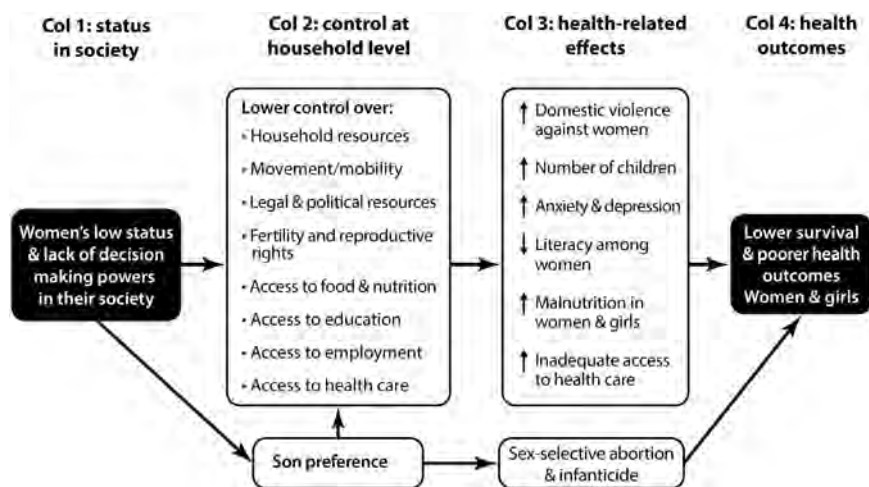 Col 1: status
in society
Col 2: control at
household level
Col 3: health-related
effects
Col 4: health
outcomes
Women's low status
& lack of decision
making powers
in their society
Lower control over:
• Household resources
• Movement/mobility
• Legal & political resources
• Fertility and reproductive
rights
• Access to food & nutrition
• Access to education
• Access to employment
• Access to health care
↑ Domestic violence
against women
↑ Number of children
↑ Anxiety & depression
↓ Literacy among
women
↑ Malnutrition in
women & girls
↑ Inadequate access
to health care
Lower survival
& poorer health
outcomes
Women & girls
Son preference
Sex-selective abortion
& infanticide